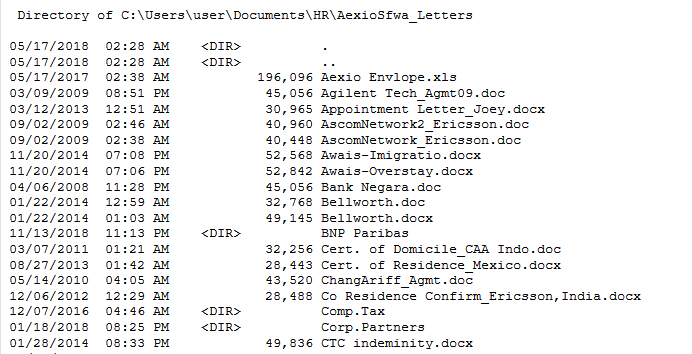 Directory of C:\Users\user\Documents\HR\AexioSfwa_Letters
05/17/2018 02:28 AM <DIR> .
05/17/2018 02:28 AM <DIR> ..
05/17/2017 02:38 AM 196,096 Aexio Envlope.xls
03/09/2009 08:51 PM 45,056 Agilent Tech_Agmt09.doc
03/12/2013 12:51 AM 30,965 Appointment Letter_Joey.docx
09/02/2009 02:46 AM 40,960 AscomNetwork2_Ericsson.doc
09/02/2009 02:38 AM 40,448 AscomNetwork_Ericsson.doc
11/20/2014 07:08 PM 52,568 Awais-Imigratio.docx
11/20/2014 07:06 PM 52,842 Awais-Overstay.docx
04/06/2008 11:28 PM 45,056 Bank Negara.doc
01/22/2014 12:59 AM 32,768 Bellworth.doc
01/22/2014 01:03 AM 49,145 Bellworth.docx
11/13/2018 11:13 PM <DIR> BNP Paribas
03/07/2011 01:21 AM 32,256 Cert. of Domicile_CAA Indo.doc
08/27/2013 01:42 AM 28,443 Cert. of Residence_Mexico.docx
05/14/2010 04:05 AM 43,520 ChangAriff_Agmt.doc
12/06/2012 12:29 AM 28,488 Co Residence Confirm_Ericsson,India.docx
12/07/2016 04:46 AM <DIR> Comp.Tax
01/18/2018 08:25 PM <DIR> Corp.Partners
01/28/2014 08:33 PM 49,836 CTC indeminity.docx